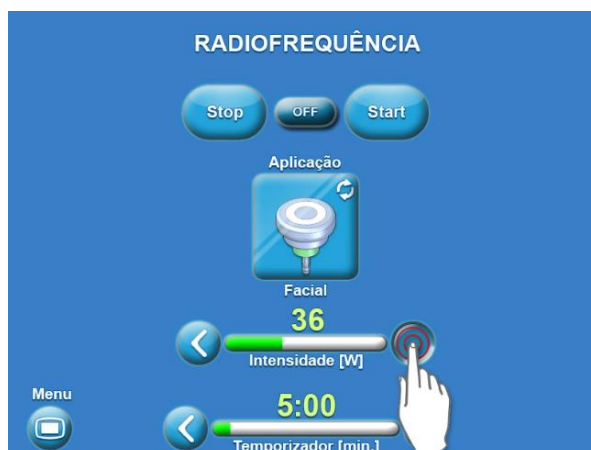 RADIOFREQUÊNCIA
Stop OFF Start
Aplicação
Facial
36
Intensidade [W]
Menu
5:00
Temporizador [min.]